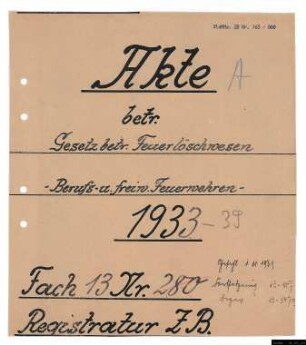 Akte A
betr.
Gesetz betr. Feuerlöschwesen
-Berufs- u. freiw. Feuerwehren-
1933-39
Fach 13 Nr. 280
Registratur Z.B.